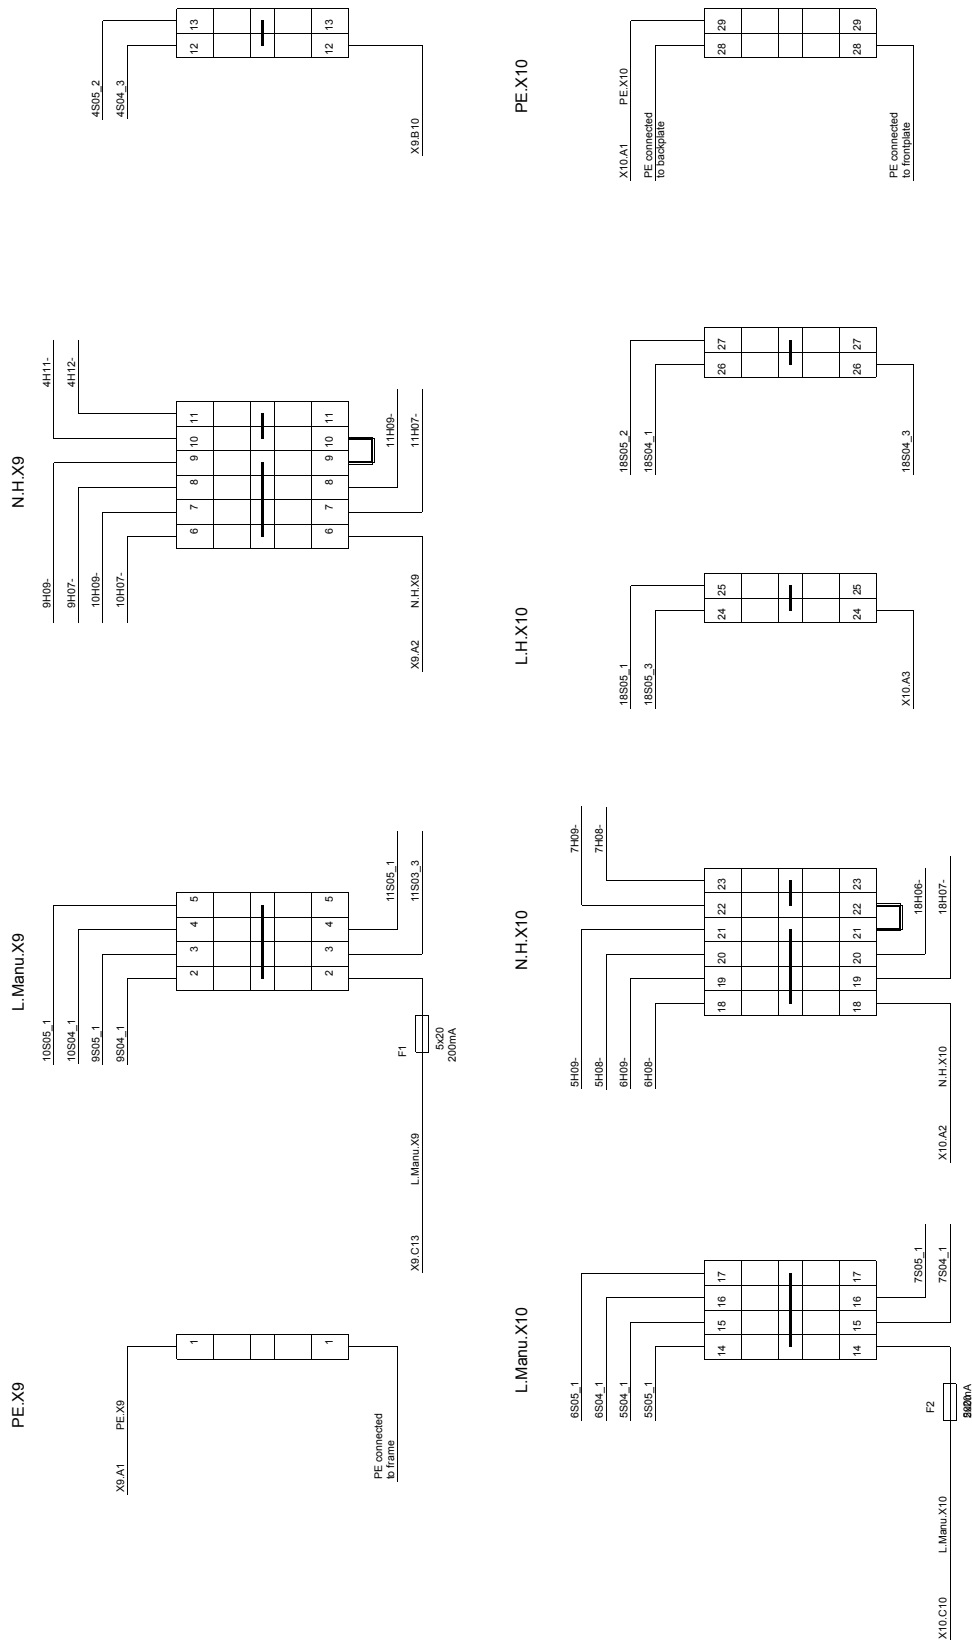 PE.X9
X9.A1
PE.X9
1
1
PE connected
to frame
L.Manu.X9
10S05_1
10S04_1
9S05_1
9S04_1
2 3 4 5
2 3 4 5
11S05_1
11S03_3
F1
5x20
200mA
X9.C13
L.Manu.X9
N.H.X9
9H09-
9H07-
10H09-
10H07-
4H11-
4H12-
6 7 8 9 10 11
6 7 8 9 10 11
11H09-
11H07-
X9.A2
N.H.X9
4S05_2
4S04_3
12 13
12 13
X9.B10
L.Manu.X10
6S05_1
6S04_1
5S04_1
5S05_1
14 15 16 17
14 15 16 17
7S05_1
7S04_1
F2
X10.C10
L.Manu.X10
N.H.X10
5H09-
5H08-
6H09-
6H08-
7H09-
7H08-
18 19 20 21 22 23
18 19 20 21 22 23
18H06-
18H07-
X10.A2
N.H.X10
L.H.X10
18S05_1
18S05_3
24 25
24 25
X10.A3
18S05_2
18S04_1
26 27
26 27
18S04_3
PE.X10
X10.A1
PE.X10
PE connected
to backplate
28 29
28 29
PE connected
to frontplate